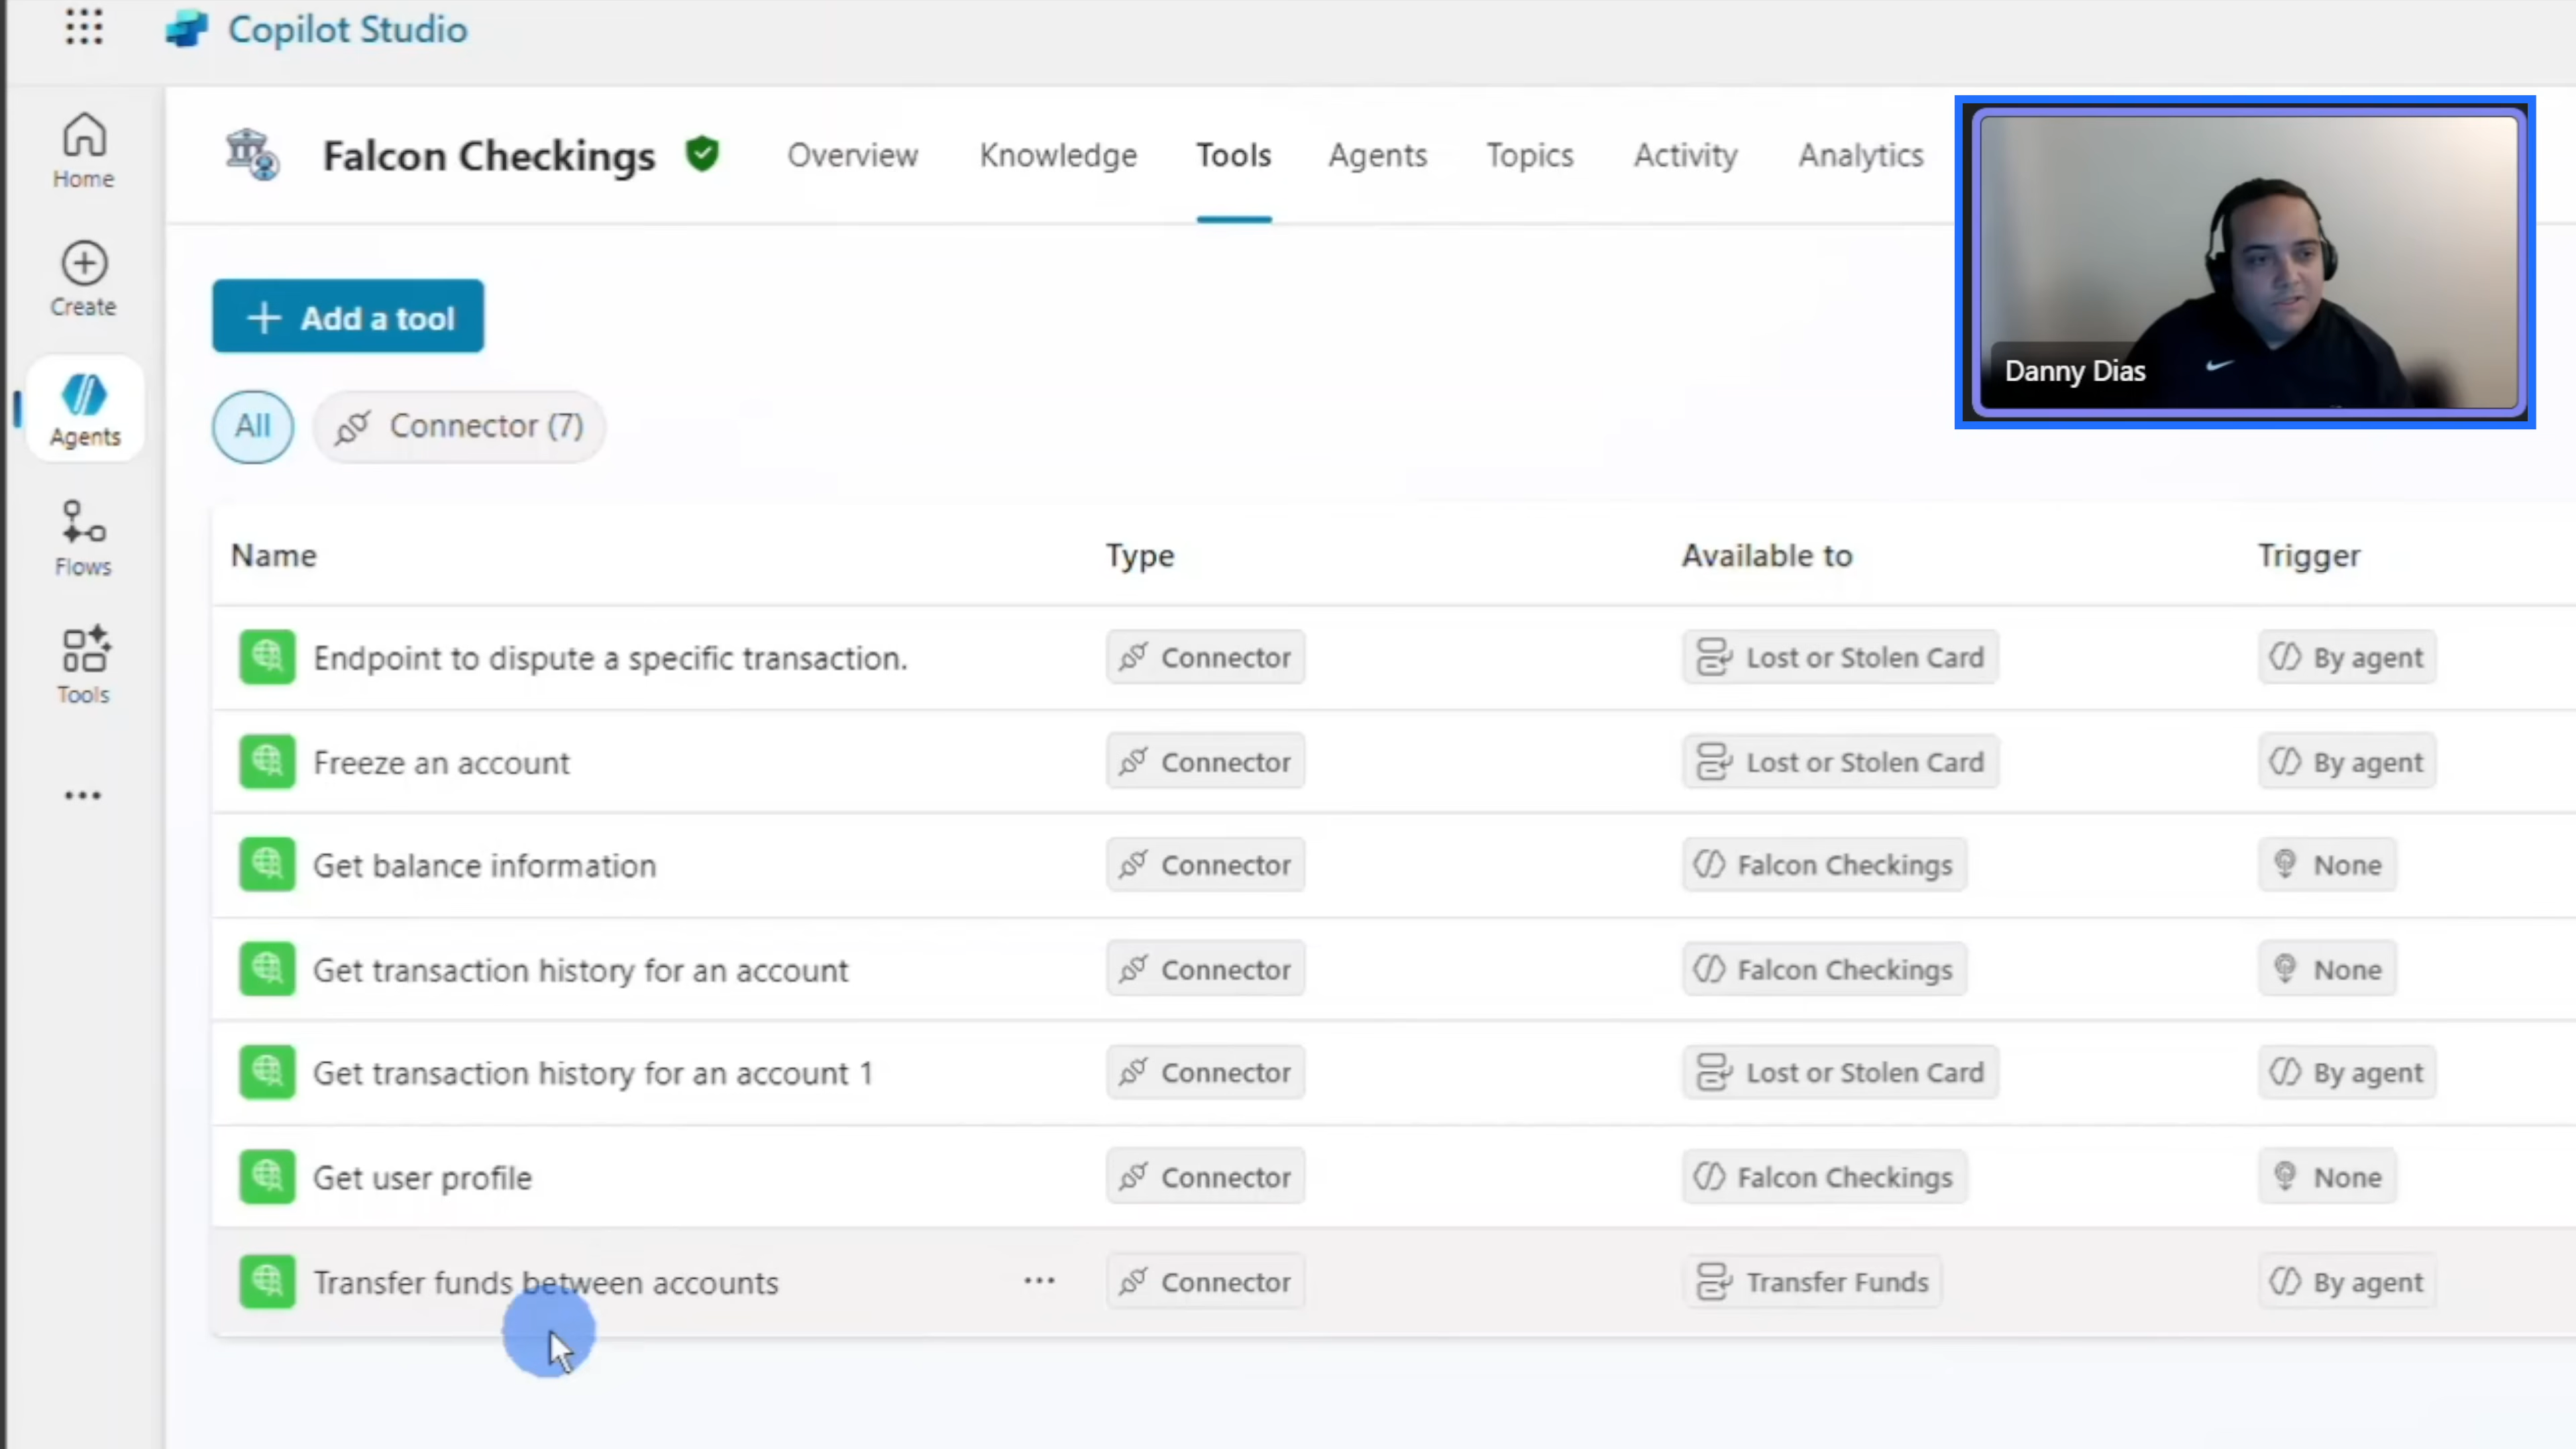 Copilot Studio
Home
Create
Agents
Flows
Tools
Falcon Checkings
Overview
Knowledge
Tools
Agents
Topics
Activity
Analytics
Danny Dias
Add a tool
All
Connector (7)
Name Type Available to Trigger
Endpoint to dispute a specific transaction. Connector Lost or Stolen Card By agent
Freeze an account Connector Lost or Stolen Card By agent
Get balance information Connector Falcon Checkings None
Get transaction history for an account Connector Falcon Checkings None
Get transaction history for an account 1 Connector Lost or Stolen Card By agent
Get user profile Connector Falcon Checkings None
Transfer funds between accounts ... Connector Transfer Funds By agent